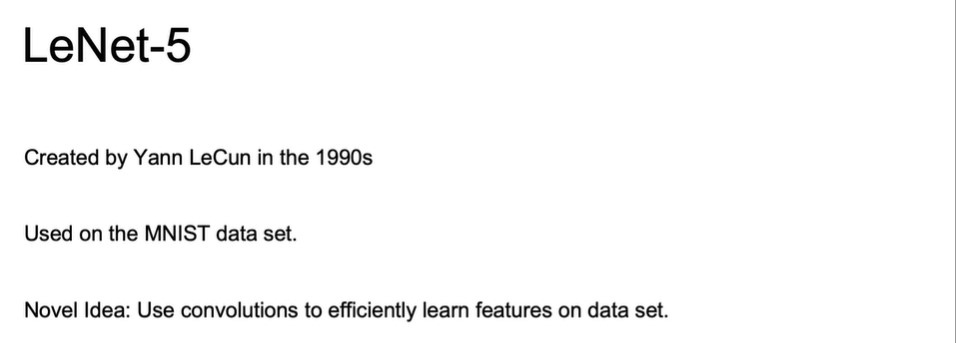 LeNet-5
Created by Yann LeCun in the 1990s
Used on the MNIST data set.
Novel Idea: Use convolutions to efficiently learn features on data set.